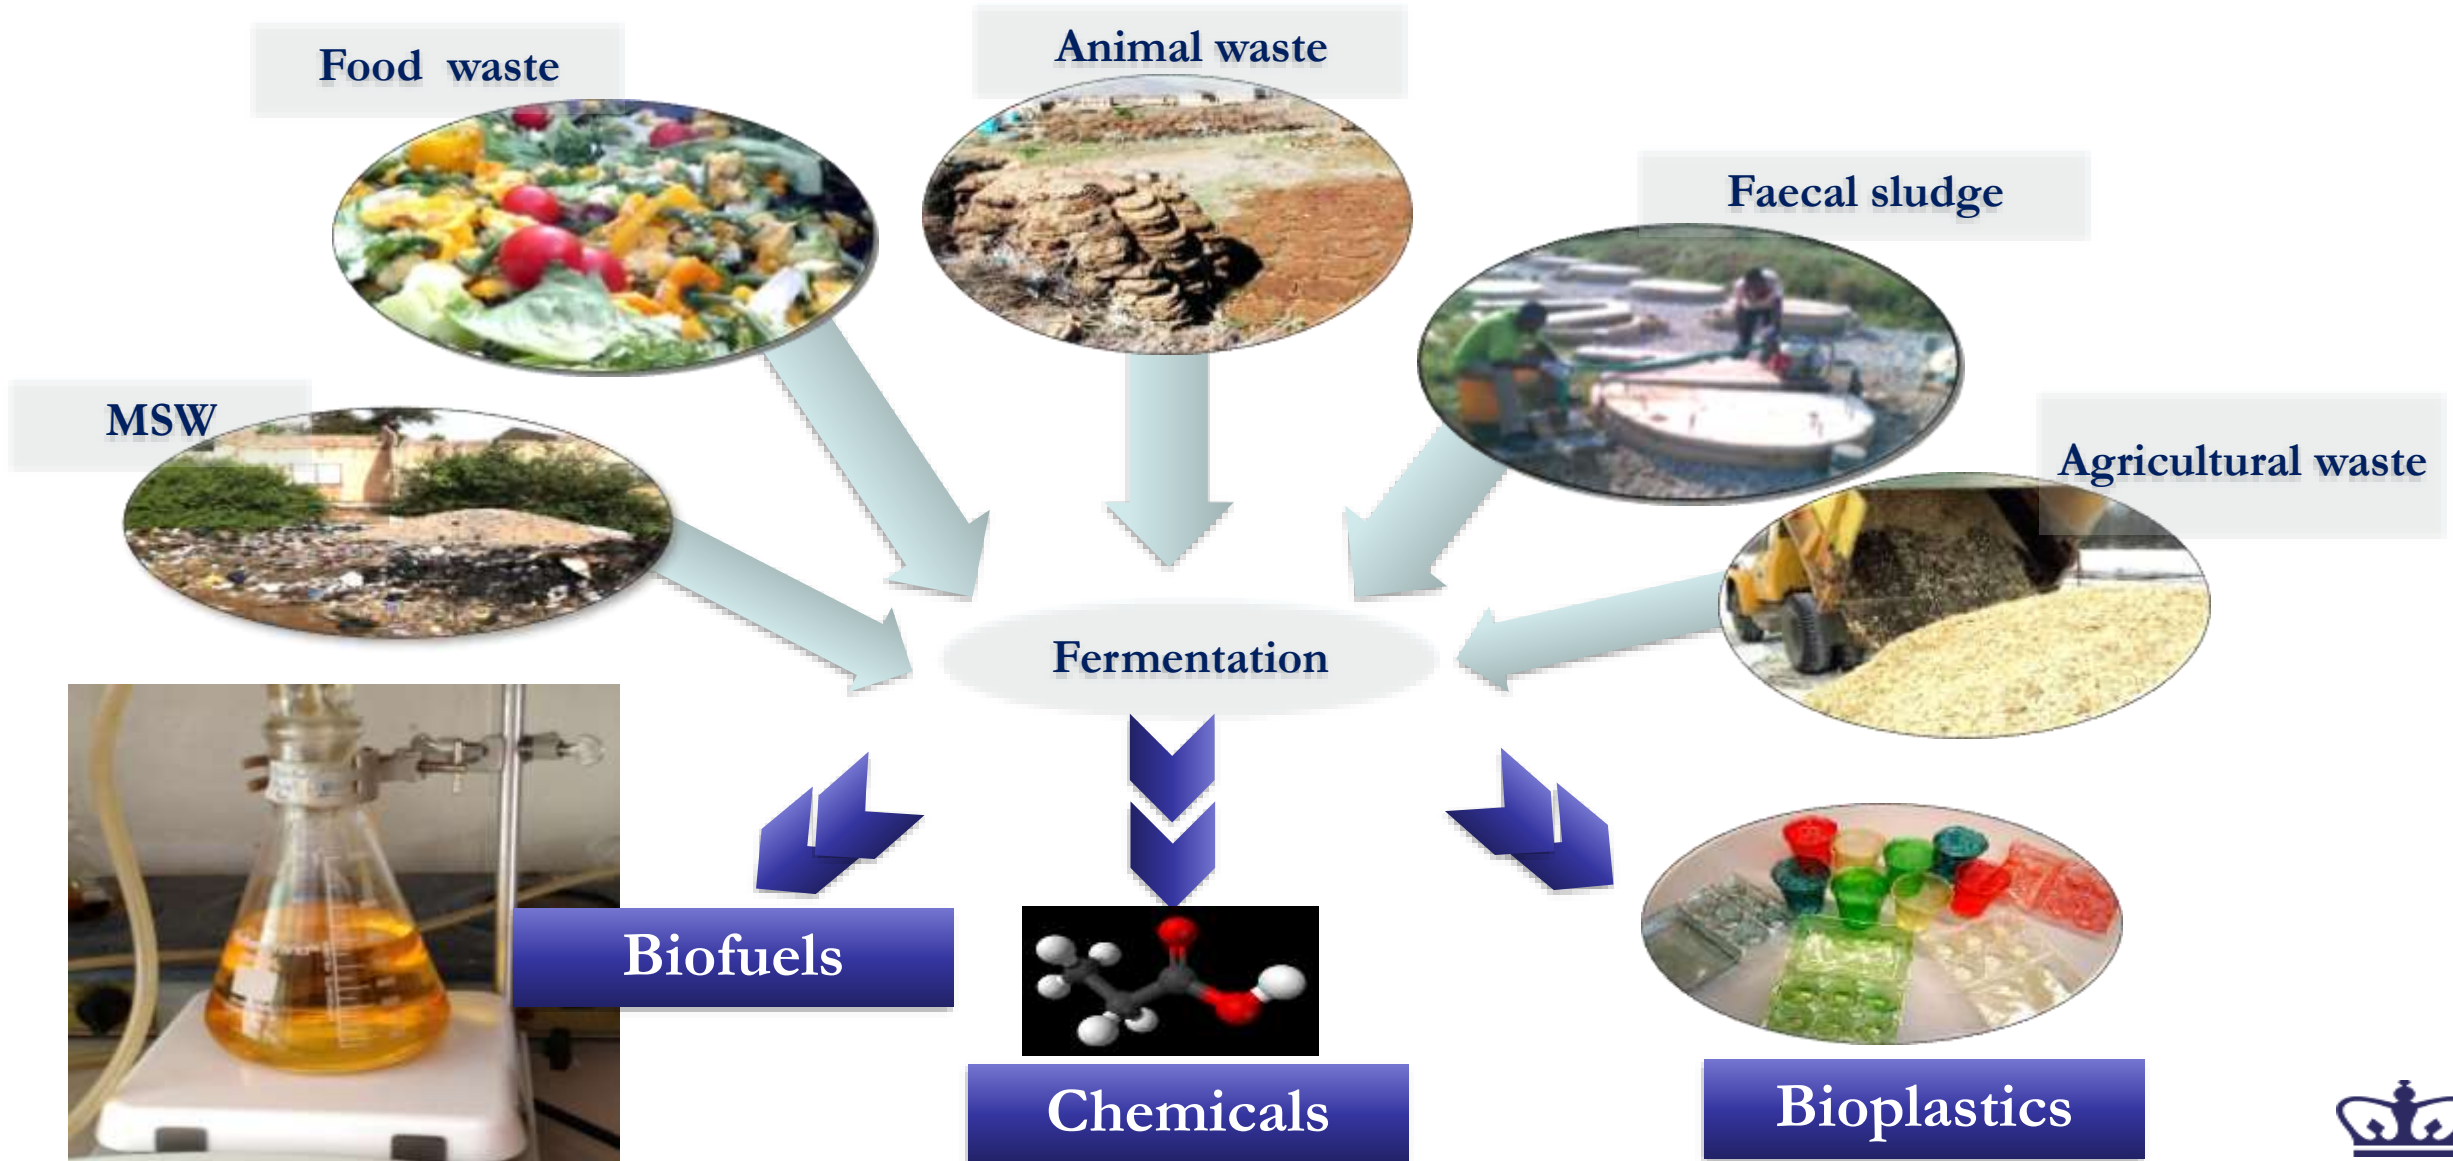 Food waste
Animal waste
Faecal sludge
MSW
Agricultural waste
Fermentation
Biofuels
Chemicals
Bioplastics